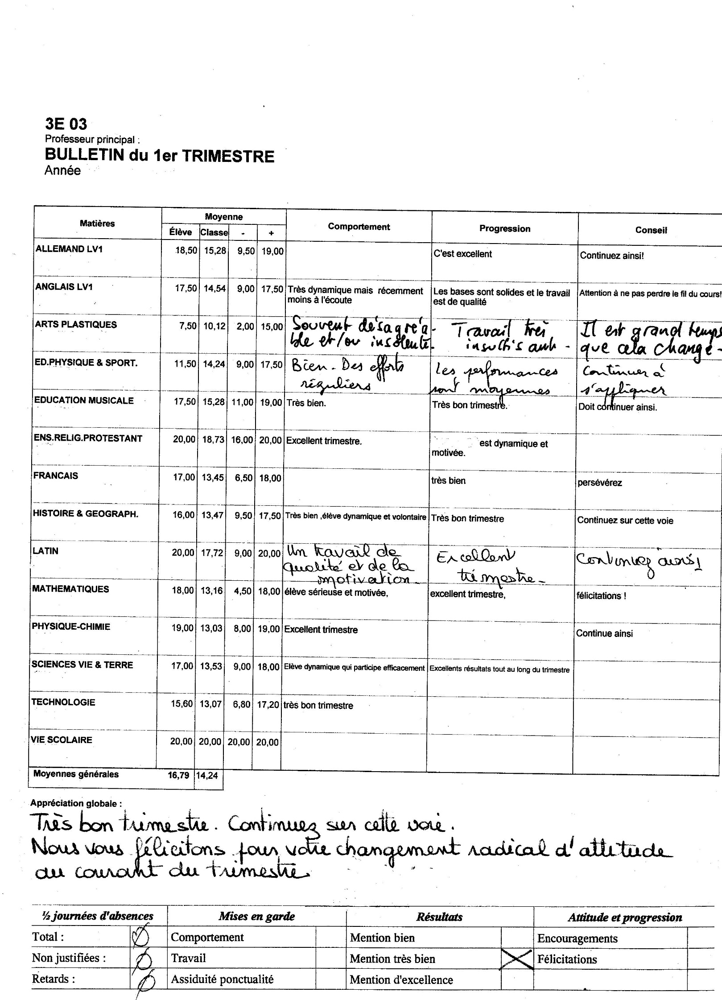 3E 03
Professeur principal :
BULLETIN du 1er TRIMESTRE
Année
Matières Moyenne Comportement Progression Conseil
Élève Classe - +
ALLEMAND LV1 18,50 15,28 9,50 19,00 C'est excellent Continuez ainsi!
ANGLAIS LV1 17,50 14,54 9,00 17,50 Très dynamique mais récemment Les bases sont solides et le travail Attention à ne pas perdre le fil du cours!
moins à l'écoute est de qualité
ARTS PLASTIQUES 7,50 10,12 2,00 15,00 Souvent désagréa- Travail très Il est grand temps
ble et/ou insolente. insuffisant - que cela change -
ED.PHYSIQUE & SPORT. 11,50 14,24 9,00 17,50 Bien - Des efforts Les performances Continuer à
réguliers sont moyennes s'appliquer
EDUCATION MUSICALE 17,50 15,28 11,00 19,00 Très bien. Très bon trimestre. Doit continuer ainsi.
ENS.RELIG.PROTESTANT 20,00 18,73 16,00 20,00 Excellent trimestre. est dynamique et
motivée.
FRANCAIS 17,00 13,45 6,50 18,00 très bien persévérez
HISTOIRE & GEOGRAPH. 16,00 13,47 9,50 17,50 Très bien ,élève dynamique et volontaire Très bon trimestre Continuez sur cette voie
LATIN 20,00 17,72 9,00 20,00 Un travail de Excellent Continuez ainsi!
qualité et de la trimestre -
motivation -
MATHEMATIQUES 18,00 13,16 4,50 18,00 élève sérieuse et motivée, excellent trimestre, félicitations !
PHYSIQUE-CHIMIE 19,00 13,03 8,00 19,00 Excellent trimestre Continue ainsi
SCIENCES VIE & TERRE 17,00 13,53 9,00 18,00 Elève dynamique qui participe efficacement Excellents résultats tout au long du trimestre
TECHNOLOGIE 15,60 13,07 6,80 17,20 très bon trimestre
VIE SCOLAIRE 20,00 20,00 20,00 20,00
Moyennes générales 16,79 14,24
Appréciation globale :
Très bon trimestre. Continuez sur cette voie.
Nous vous félicitons pour votre changement radical d'attitude
au courant du trimestre
½ journées d'absences Mises en garde Résultats Attitude et progression
Total : Ø Comportement Mention bien Encouragements
Non justifiées : Ø Travail Mention très bien X Félicitations
Retards : Ø Assiduité ponctualité Mention d'excellence